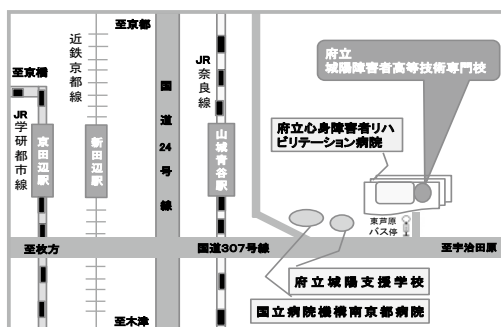 至京都
近鉄京都線
JR奈良線
国道24号線
至京橋
JR学研都市線
京田辺駅
新田辺駅
山城青谷駅
府立
城陽障害者高等技術専門校
府立心身障害者リハ
ビリテーション病院
東芦原
バス停
至枚方
国道307号線
至宇治田原
府立城陽支援学校
国立病院機構南京都病院
至木津